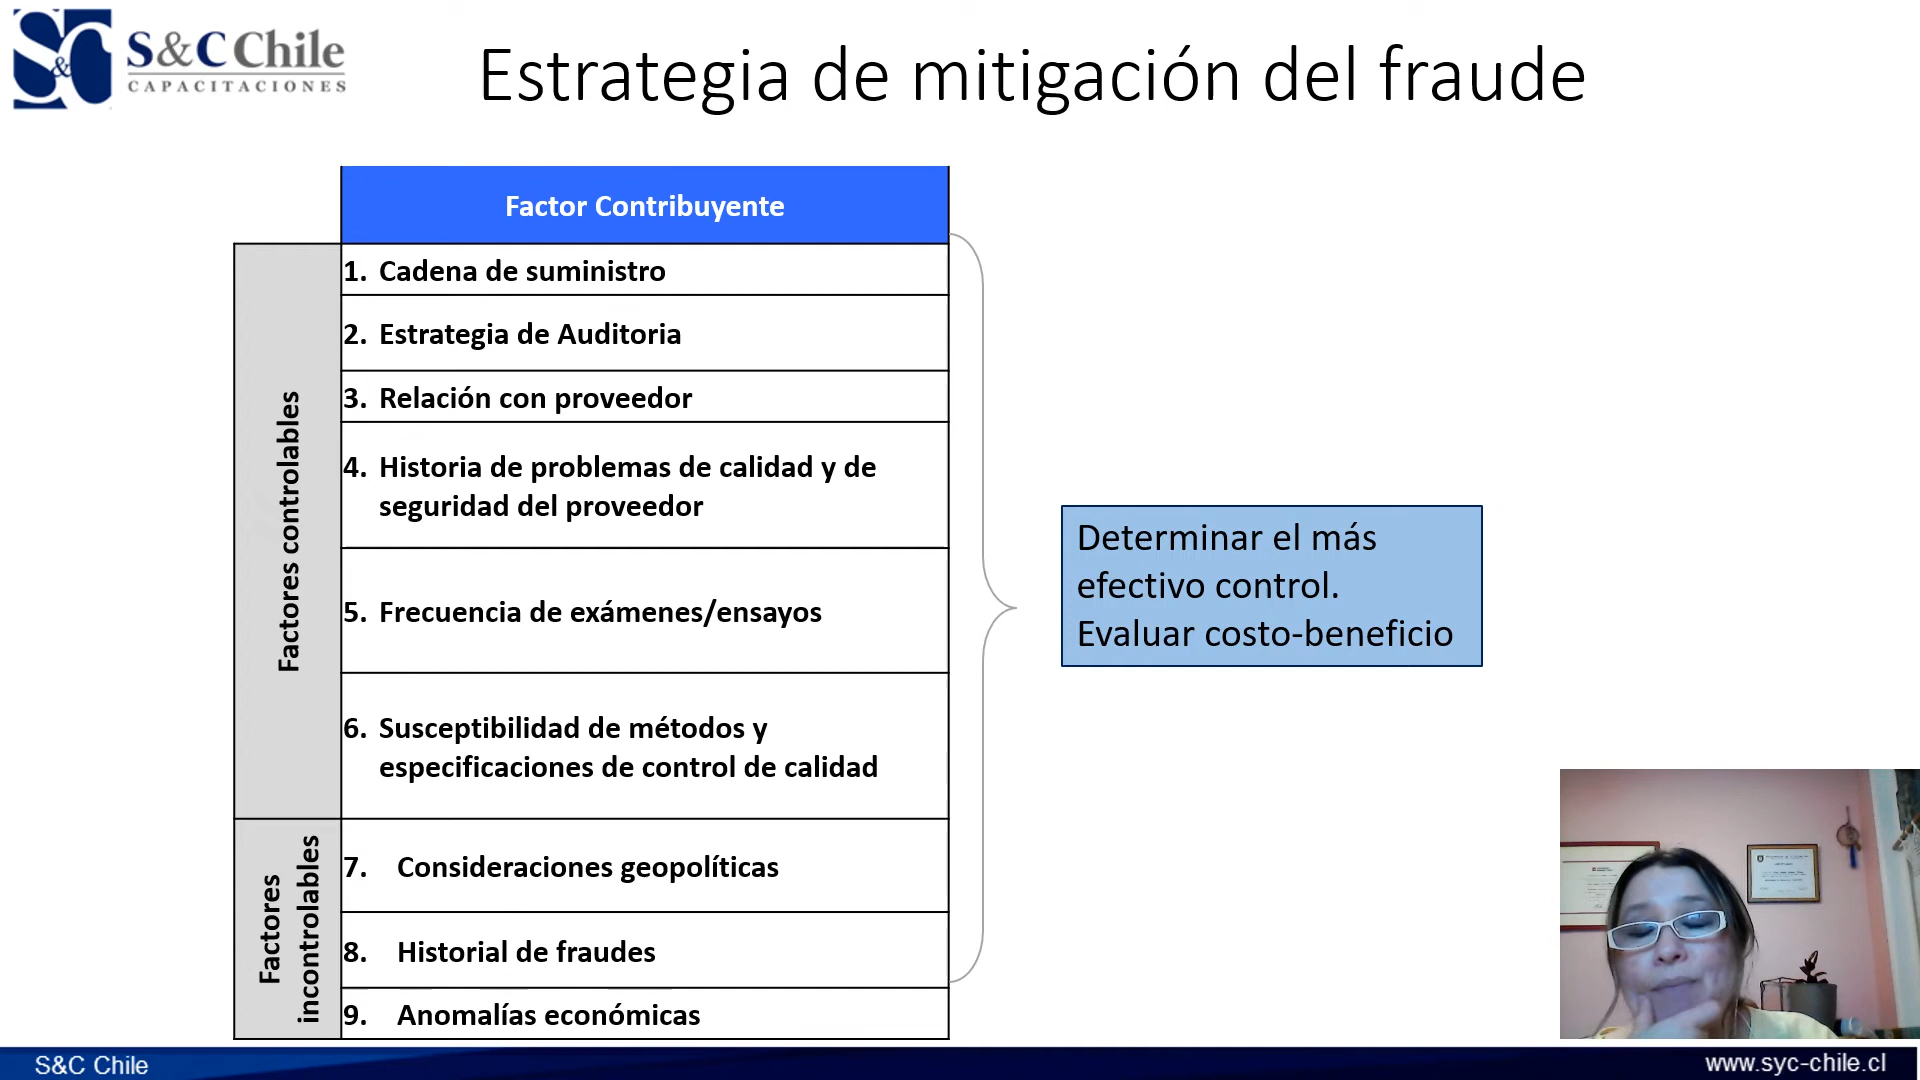 S&C Chile
CAPACITACIONES
Estrategia de mitigación del fraude
Factor Contribuyente
Factores controlables
1. Cadena de suministro
2. Estrategia de Auditoria
3. Relación con proveedor
4. Historia de problemas de calidad y de
seguridad del proveedor
5. Frecuencia de exámenes/ensayos
6. Susceptibilidad de métodos y
especificaciones de control de calidad
Factores
incontrolables
7. Consideraciones geopolíticas
8. Historial de fraudes
9. Anomalías económicas
Determinar el más
efectivo control.
Evaluar costo-beneficio
S&C Chile
www.syc-chile.cl